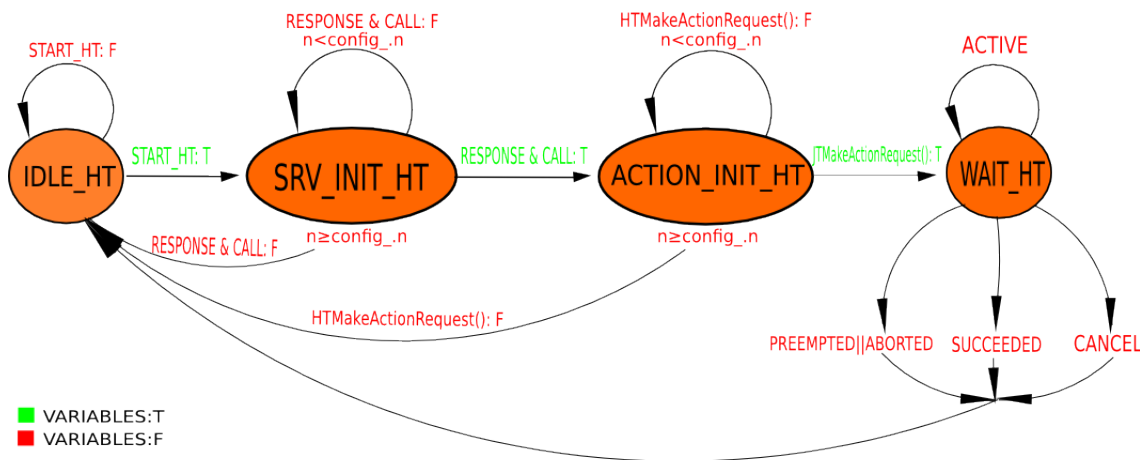 RESPONSE & CALL: F
n<config_.n
HTMakeActionRequest(): F
n<config_.n
START_HT: F
ACTIVE
START_HT: T
RESPONSE & CALL: T
JTMakeActionRequest(): T
IDLE_HT
SRV_INIT_HT
ACTION_INIT_HT
WAIT_HT
n≥config_.n
n≥config_.n
RESPONSE & CALL: F
HTMakeActionRequest(): F
PREEMPTED||ABORTED
SUCCEEDED
CANCEL
VARIABLES:T
VARIABLES:F